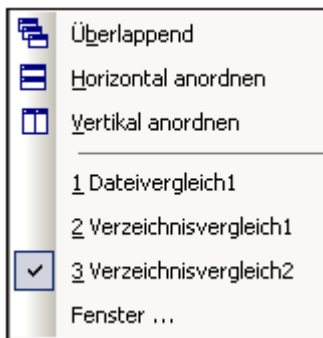 Überlappend
Horizontal anordnen
Vertikal anordnen
1 Dateivergleich1
2 Verzeichnisvergleich1
3 Verzeichnisvergleich2
Fenster ...